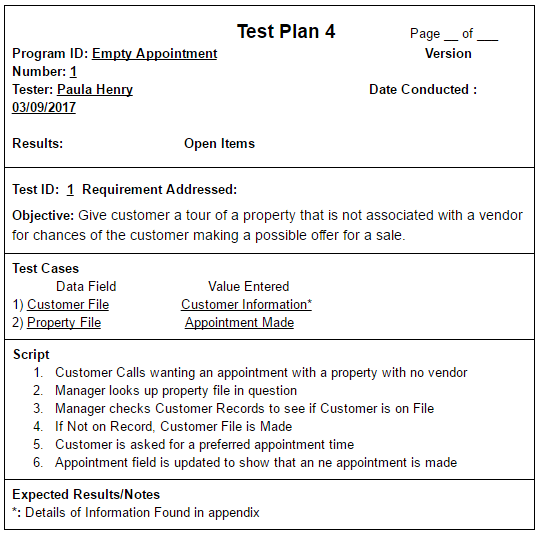 Test Plan 4 Page __ of ___
Program ID: Empty Appointment Version
Number: 1
Tester: Paula Henry Date Conducted :
03/09/2017
Results: Open Items
Test ID: 1 Requirement Addressed:
Objective: Give customer a tour of a property that is not associated with a vendor
for chances of the customer making a possible offer for a sale.
Test Cases
Data Field Value Entered
1) Customer File Customer Information*
2) Property File Appointment Made
Script
1. Customer Calls wanting an appointment with a property with no vendor
2. Manager looks up property file in question
3. Manager checks Customer Records to see if Customer is on File
4. If Not on Record, Customer File is Made
5. Customer is asked for a preferred appointment time
6. Appointment field is updated to show that an ne appointment is made
Expected Results/Notes
*: Details of Information Found in appendix